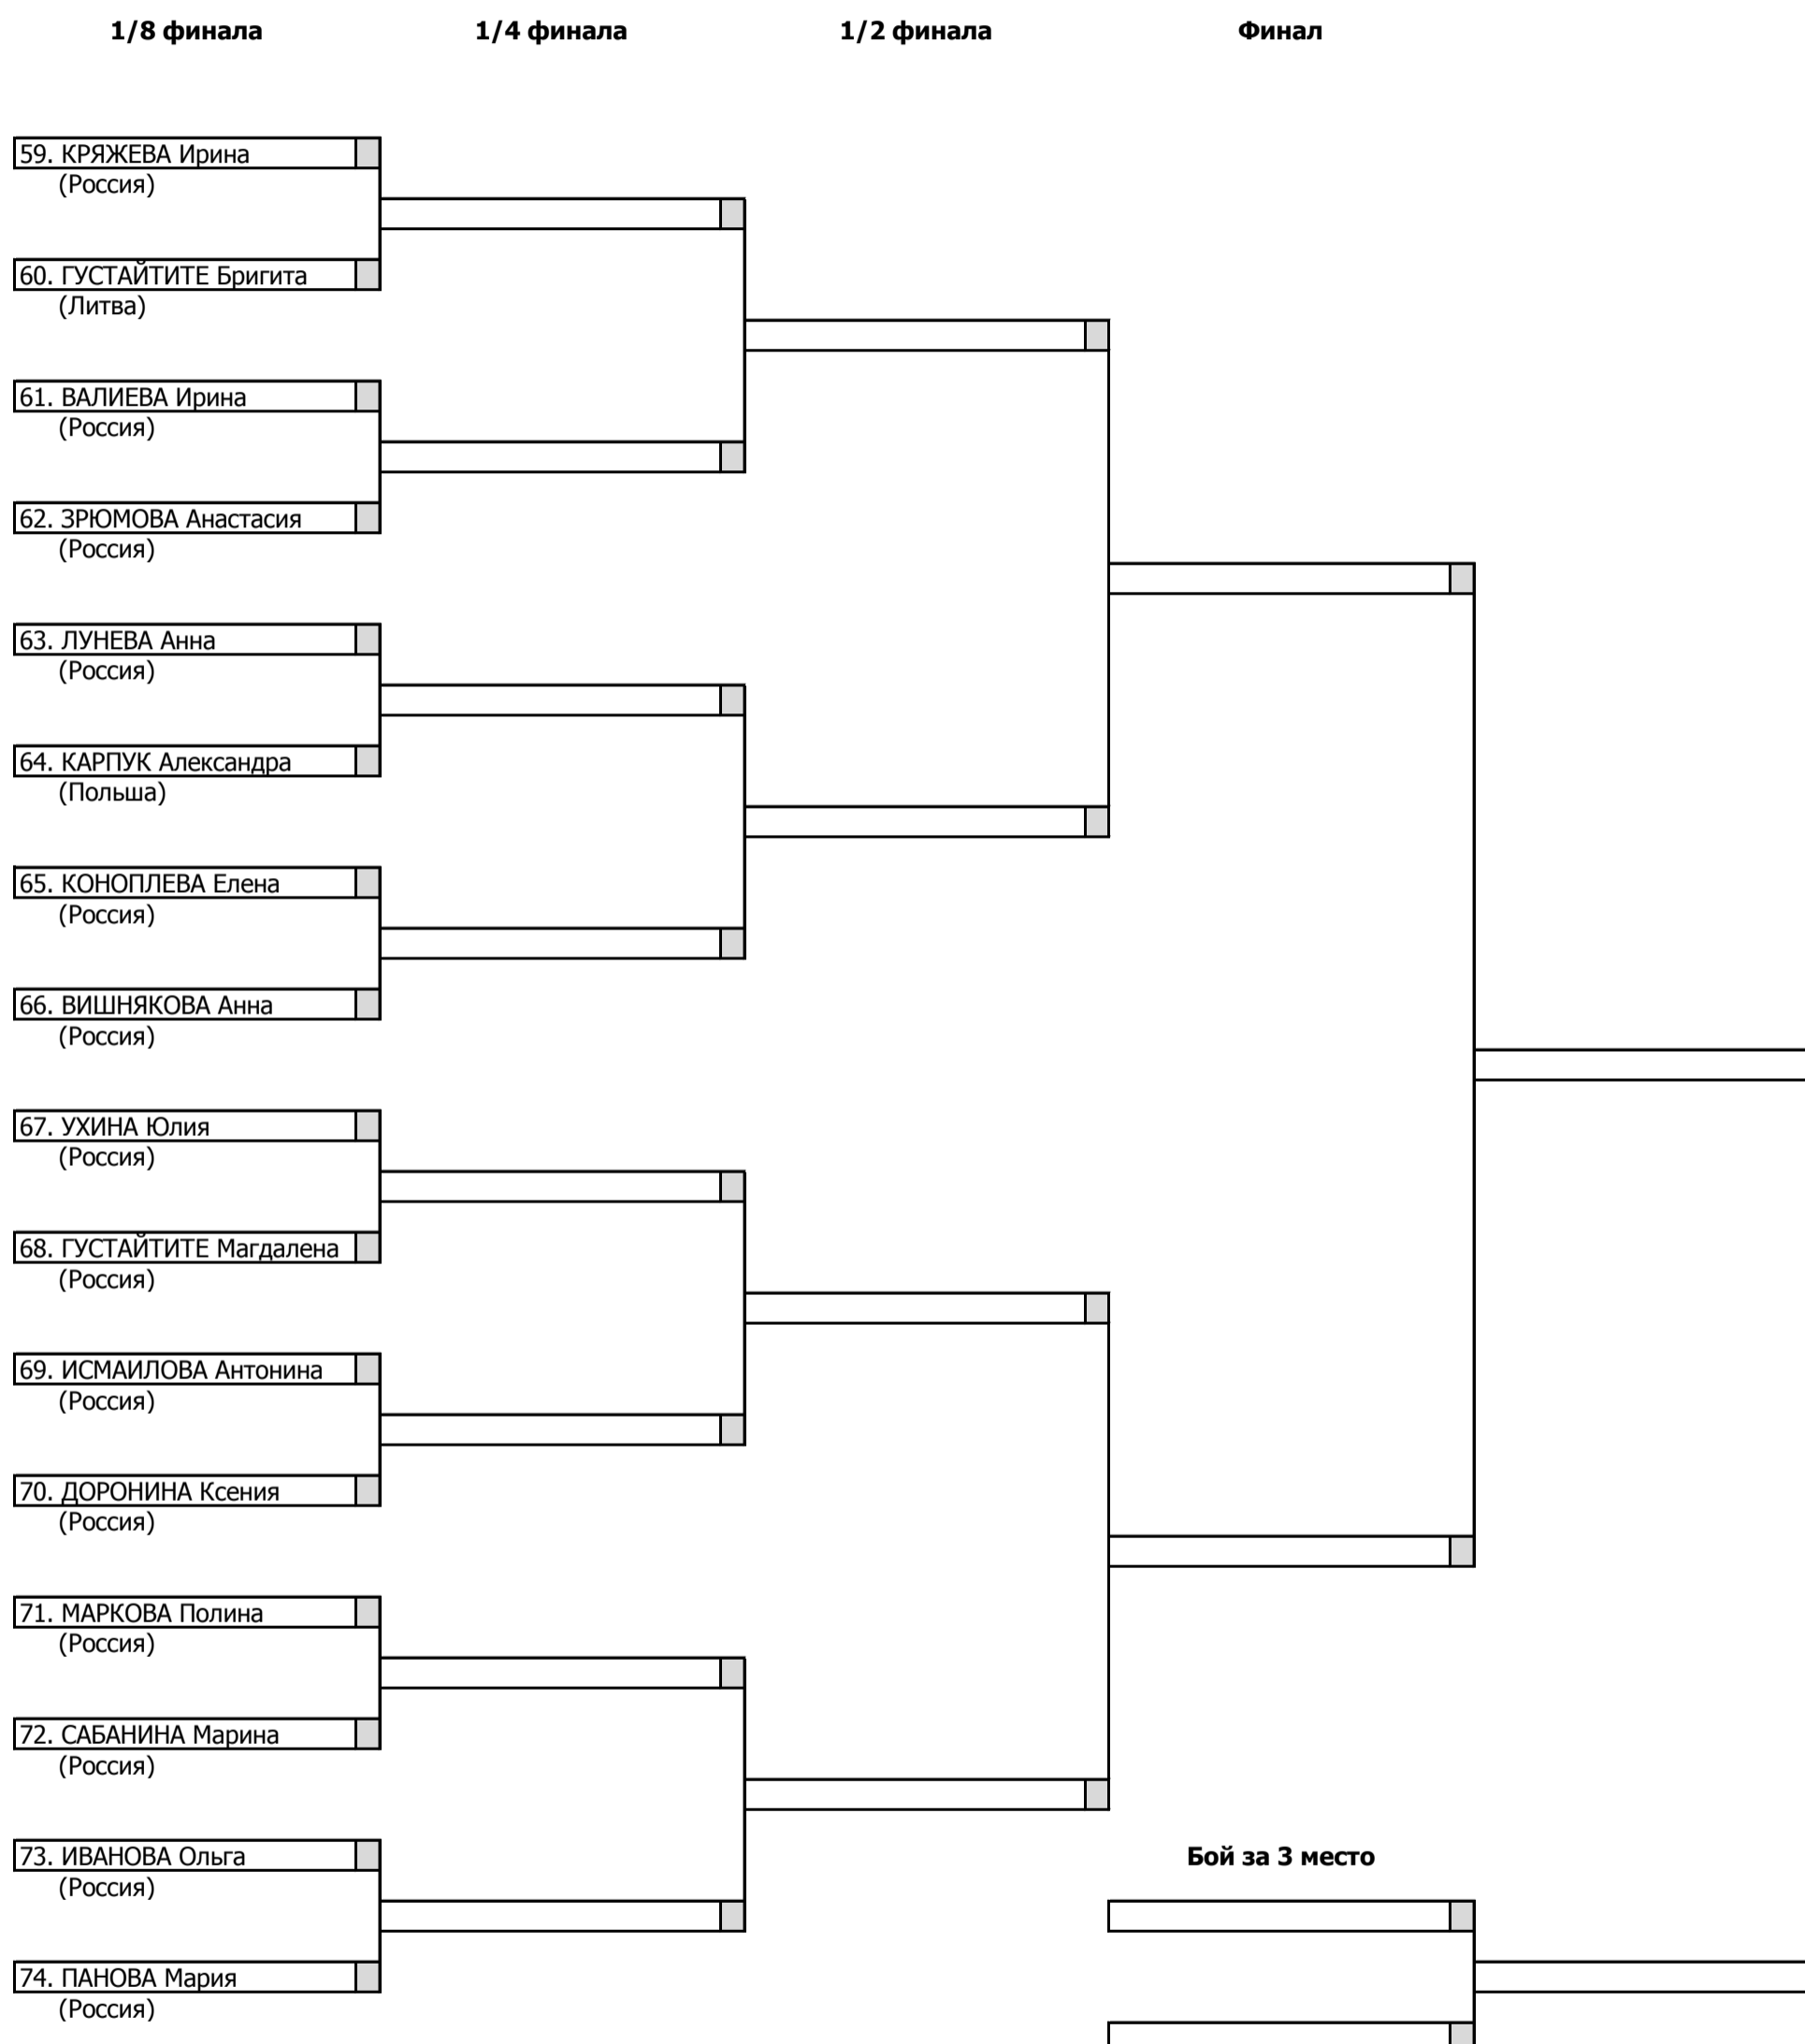 1/8 финала 1/4 финала 1/2 финала Финал
59. КРЯЖЕВА Ирина
(Россия)
60. ГУСТАЙТИТЕ Бригита
(Литва)
61. ВАЛИЕВА Ирина
(Россия)
62. ЗРЮМОВА Анастасия
(Россия)
63. ЛУНЕВА Анна
(Россия)
64. КАРПУК Александра
(Польша)
65. КОНОПЛЕВА Елена
(Россия)
66. ВИШНЯКОВА Анна
(Россия)
67. УХИНА Юлия
(Россия)
68. ГУСТАЙТИТЕ Магдалена
(Россия)
69. ИСМАИЛОВА Антонина
(Россия)
70. ДОРОНИНА Ксения
(Россия)
71. МАРКОВА Полина
(Россия)
72. САБАНИНА Марина
(Россия)
73. ИВАНОВА Ольга
(Россия)
74. ПАНОВА Мария
(Россия)
Бой за 3 место